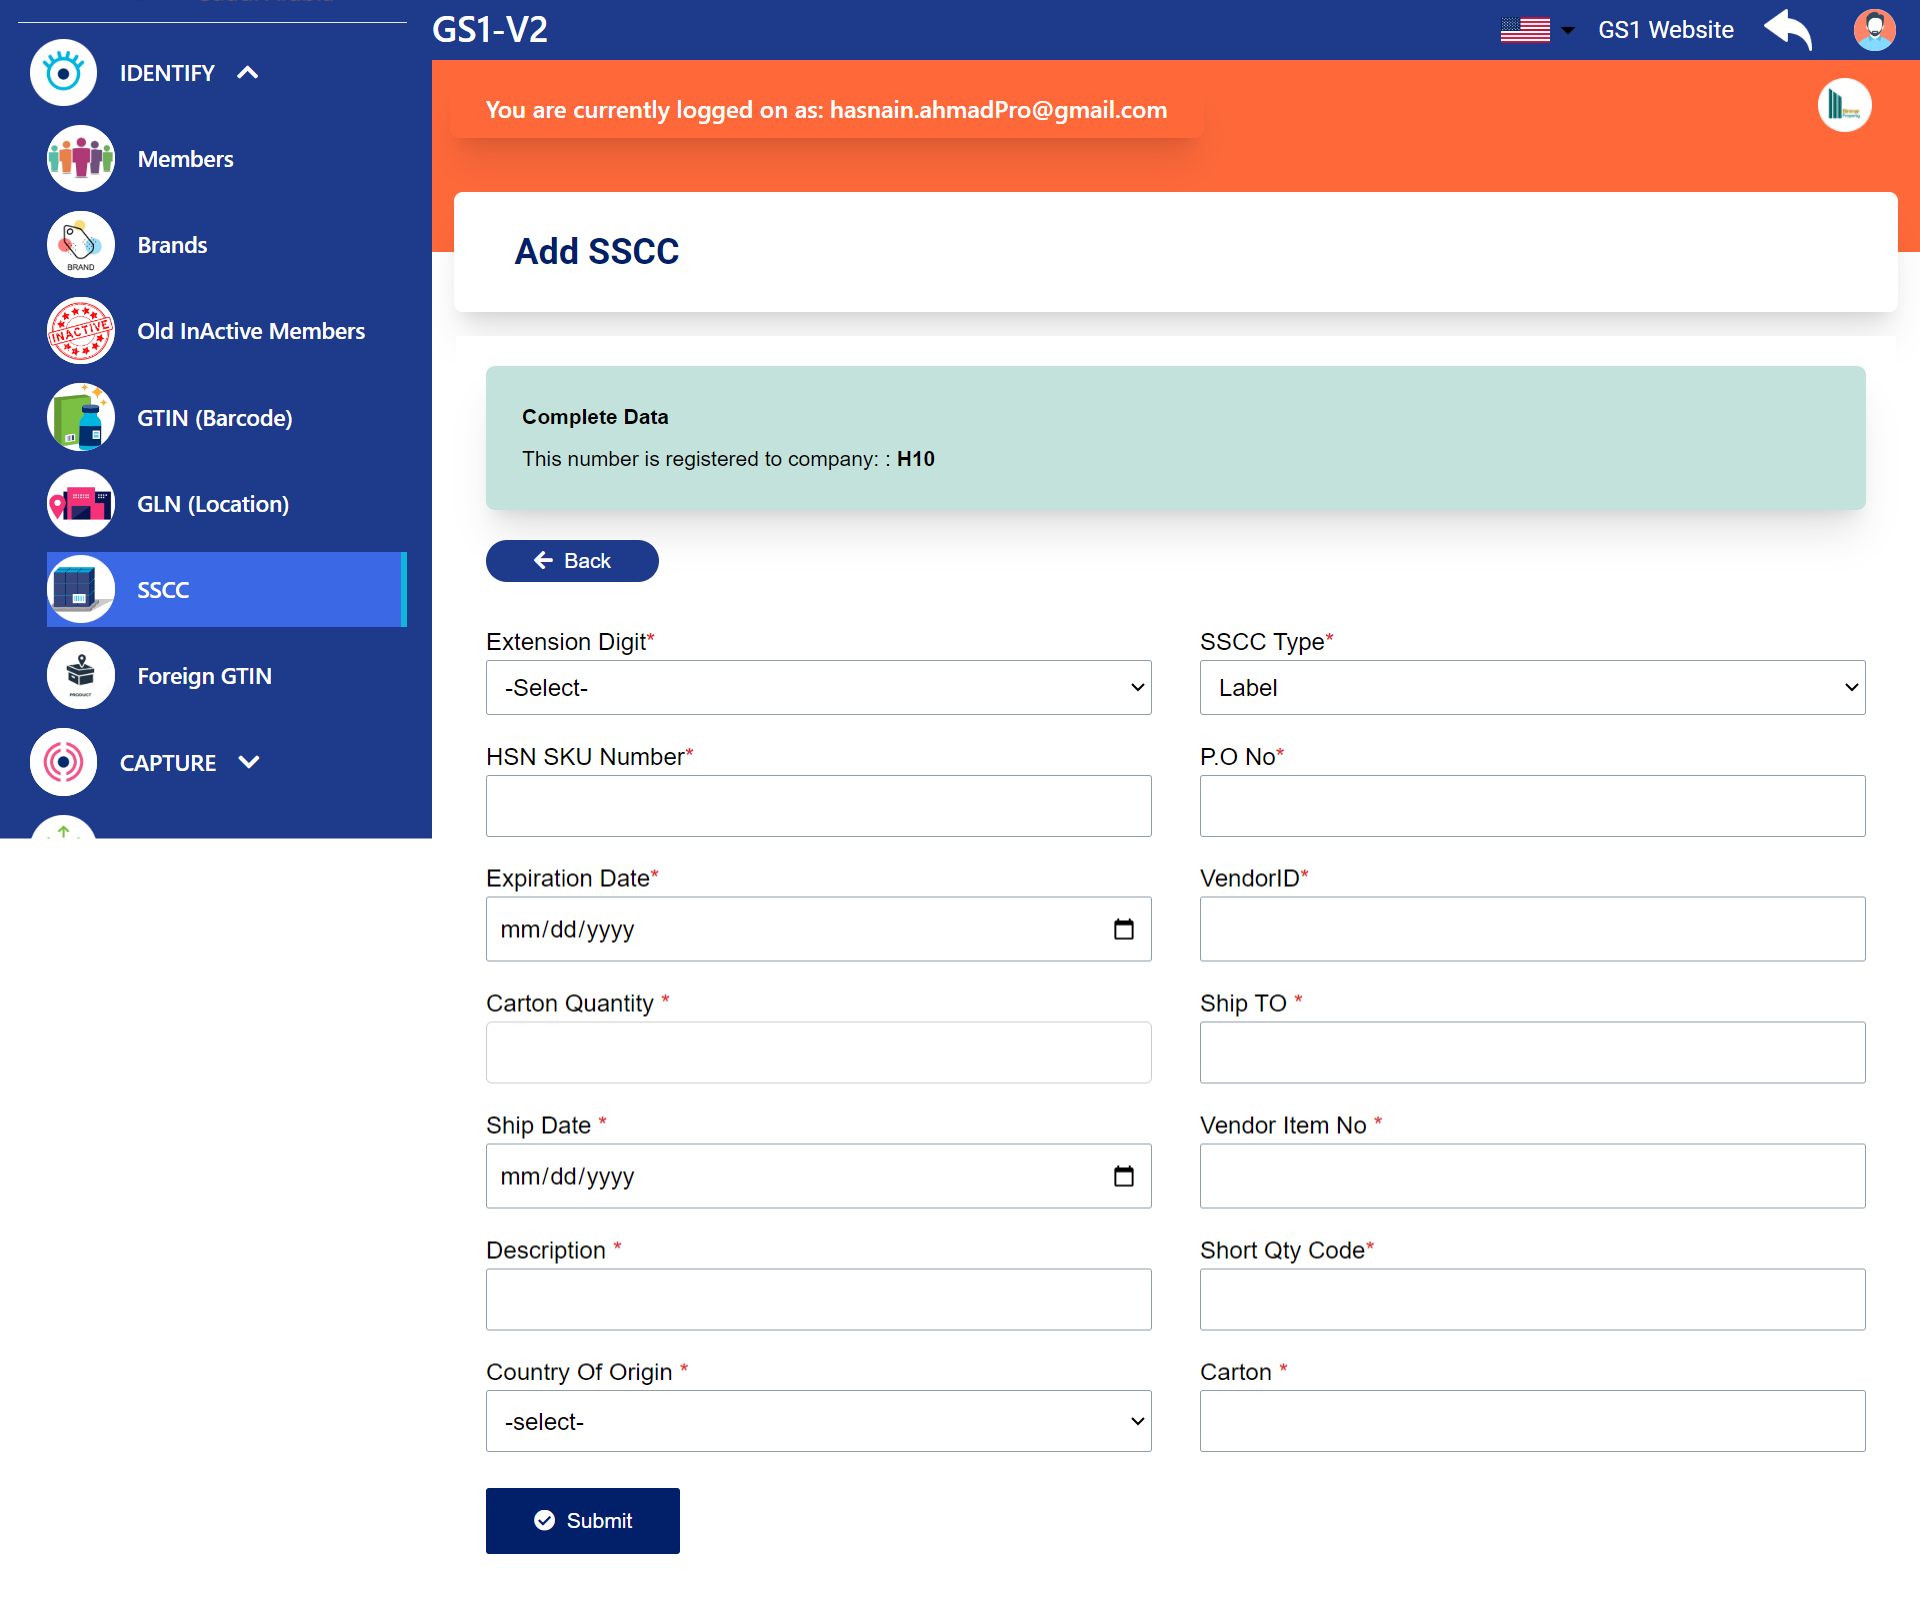 IDENTIFY
Members
BRAND
Brands
INACTIVE
Old InActive Members
GTIN (Barcode)
GLN (Location)
SSCC
PRODUCT
Foreign GTIN
CAPTURE
GS1-V2
GS1 Website
You are currently logged on as: hasnain.ahmadPro@gmail.com
Add SSCC
Complete Data
This number is registered to company: : H10
Back
Extension Digit*
-Select-
SSCC Type*
Label
HSN SKU Number*
P.O No*
Expiration Date*
mm/dd/yyyy
VendorID*
Carton Quantity *
Ship TO *
Ship Date *
mm/dd/yyyy
Vendor Item No *
Description *
Short Qty Code*
Country Of Origin *
-select-
Carton *
Submit